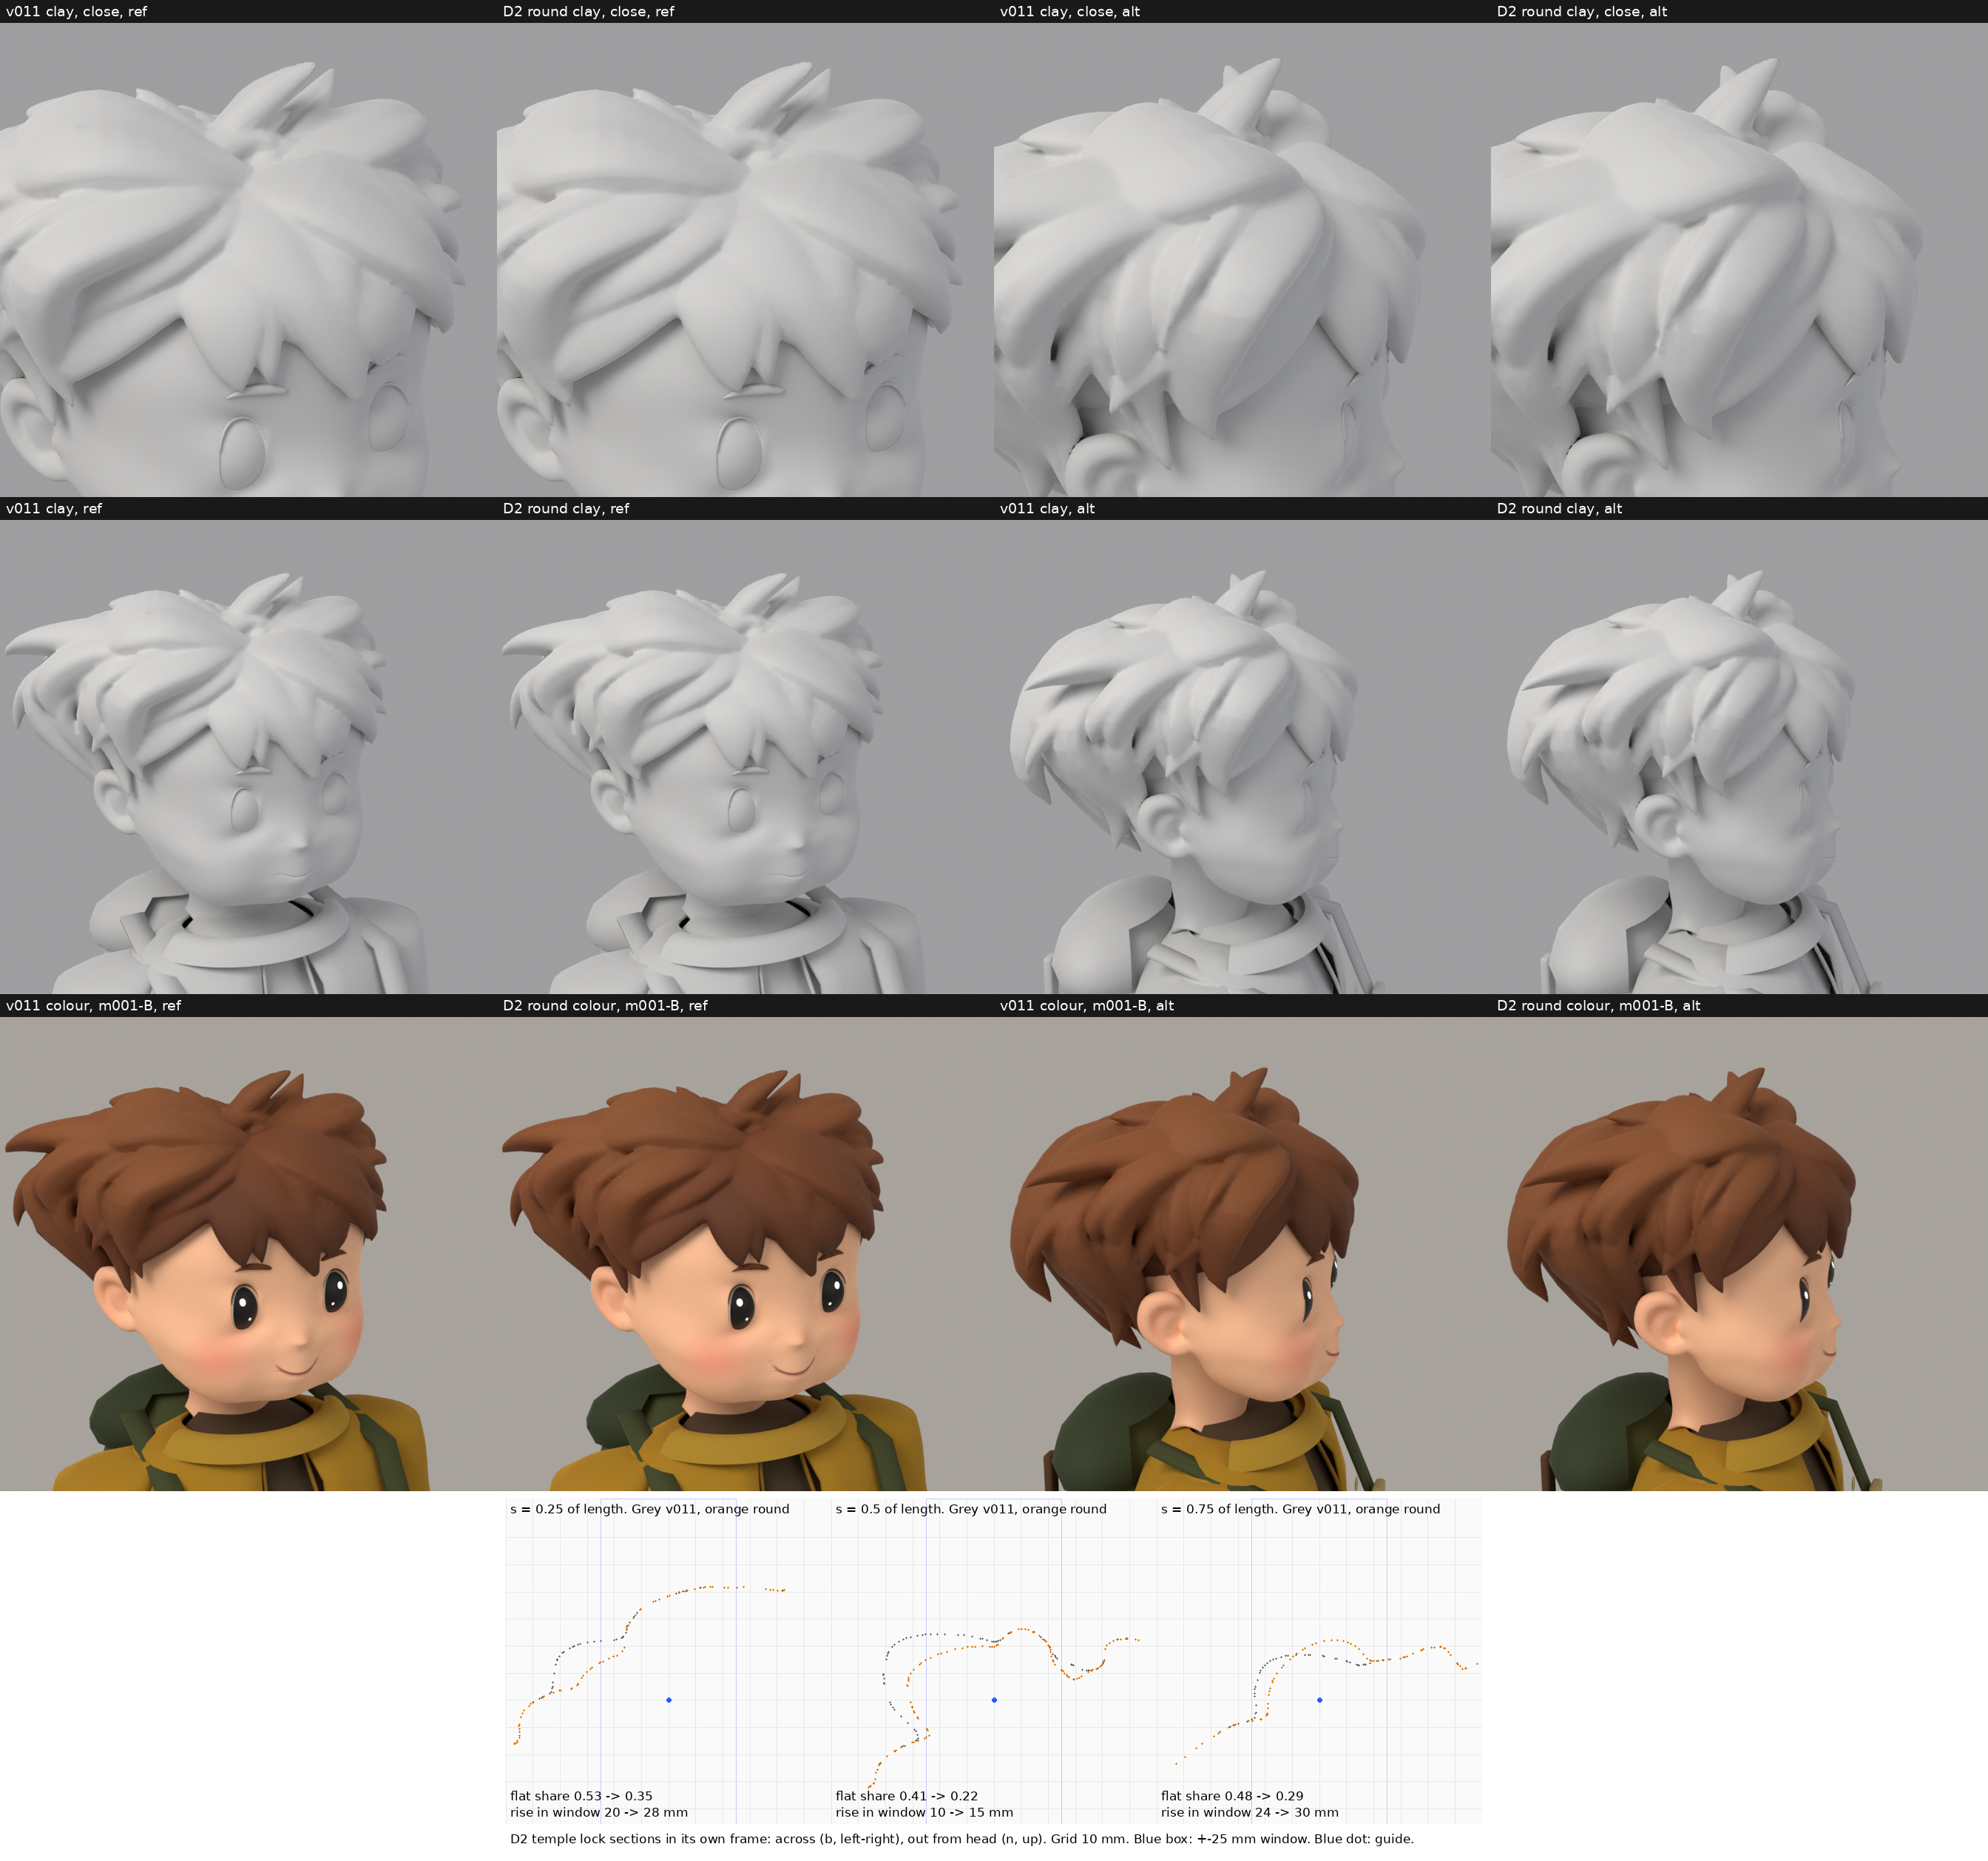 v011 clay, close, ref
D2 round clay, close, ref
v011 clay, close, alt
D2 round clay, close, alt
v011 clay, ref
D2 round clay, ref
v011 clay, alt
D2 round clay, alt
v011 colour, m001-B, ref
D2 round colour, m001-B, ref
v011 colour, m001-B, alt
D2 round colour, m001-B, alt
s = 0.25 of length. Grey v011, orange round
s = 0.5 of length. Grey v011, orange round
s = 0.75 of length. Grey v011, orange round
flat share 0.53 -> 0.35
rise in window 20 -> 28 mm
flat share 0.41 -> 0.22
rise in window 10 -> 15 mm
flat share 0.48 -> 0.29
rise in window 24 -> 30 mm
D2 temple lock sections in its own frame: across (b, left-right), out from head (n, up). Grid 10 mm. Blue box: +-25 mm window. Blue dot: guide.